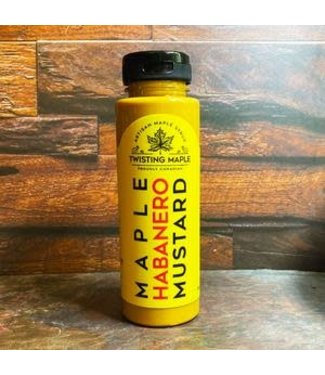 ARTISAN MAPLE SYRUP
TWISTING MAPLE
PROUDLY CANADIAN
MAPLE
HABANERO
MUSTARD